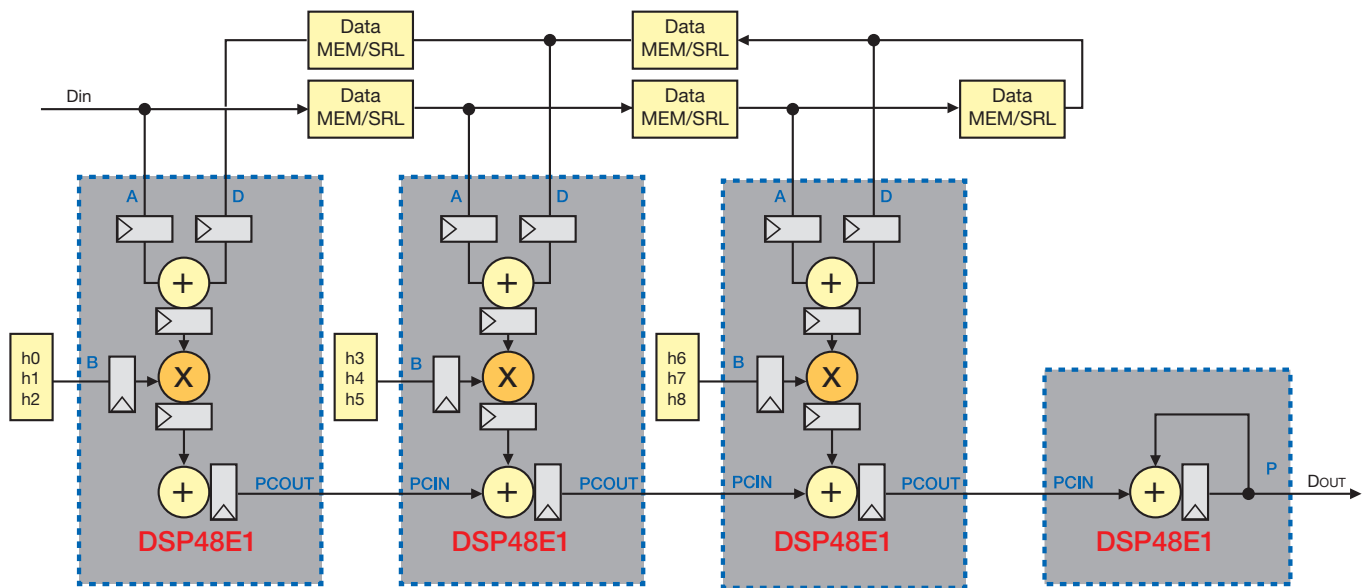 Data
MEM/SRL
Data
MEM/SRL
Din
Data
MEM/SRL
Data
MEM/SRL
Data
MEM/SRL
A
D
A
D
A
D
+
+
+
h0
h1
h2
B
X
h3
h4
h5
B
X
h6
h7
h8
B
X
+
PCOUT
PCIN
+
PCOUT
PCIN
+
PCOUT
PCIN
+
P
DOUT
DSP48E1
DSP48E1
DSP48E1
DSP48E1